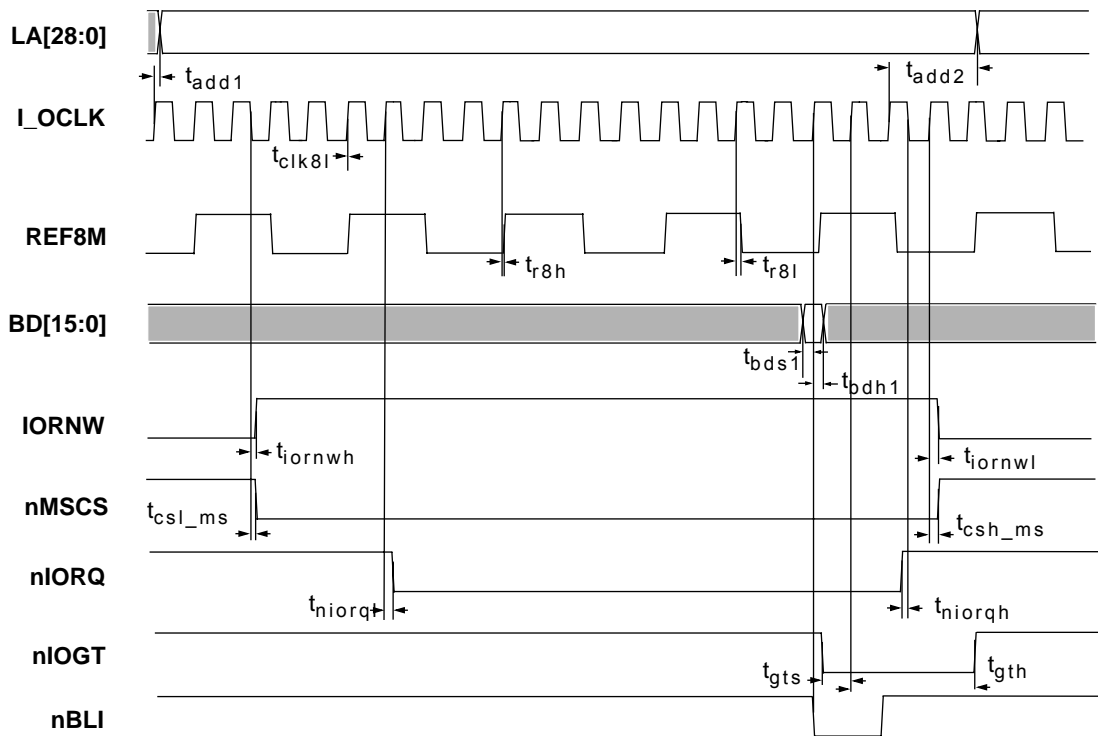 LA[28:0]
tadd1
tadd2
I_OCLK
tclk8l
REF8M
tr8h
tr8l
BD[15:0]
tbds1
tbdh1
IORNW
tiornwh
tiornwl
nMSCS
tcsl_ms
tcsh_ms
nIORQ
tniorql
tniorqh
nIOGT
tgts
tgth
nBLI